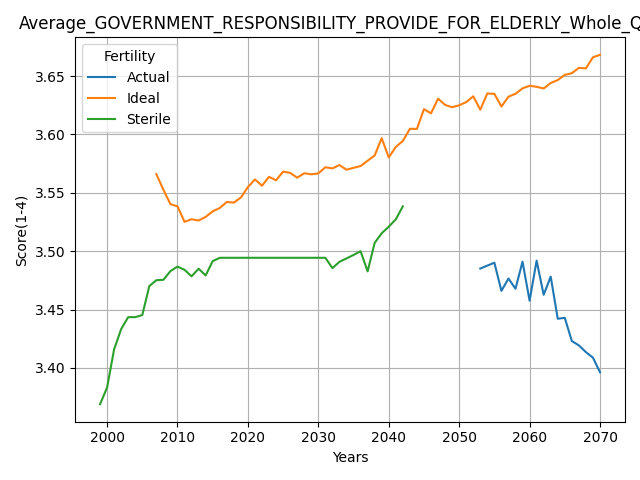 Average_GOVERNMENT_RESPONSIBILITY_PROVIDE_FOR_ELDERLY_Whole_Q
Fertility
Actual
Ideal
Sterile
3.65
3.60
3.55
3.50
3.45
3.40
Score(1-4)
2000 2010 2020 2030 2040 2050 2060 2070
Years